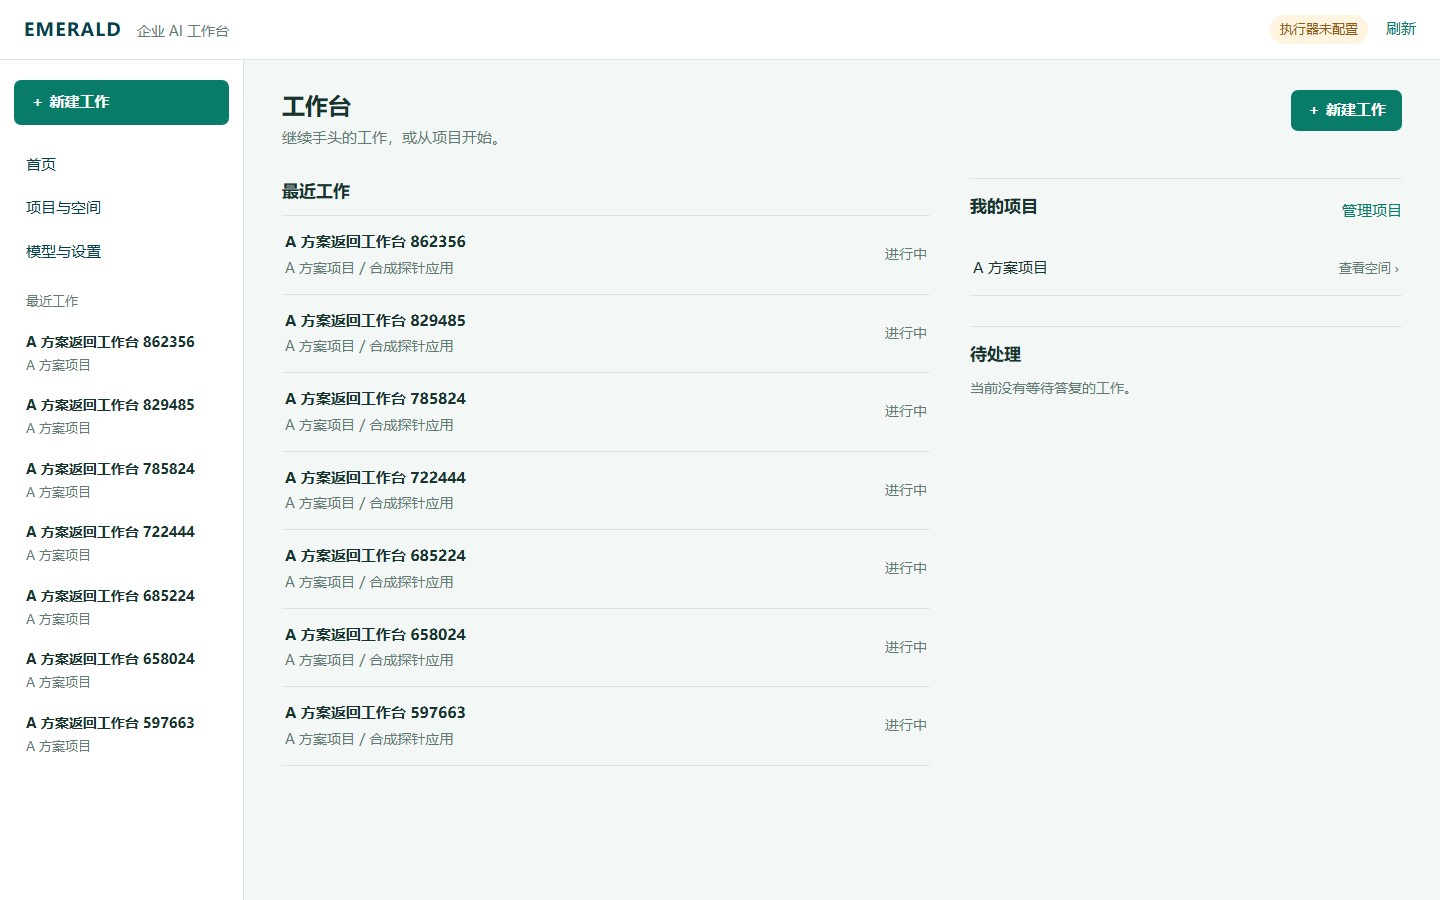 EMERALD 企业 AI 工作台
执行器未配置 刷新
+ 新建工作
首页
项目与空间
模型与设置
最近工作
A 方案返回工作台 862356
A 方案项目
A 方案返回工作台 829485
A 方案项目
A 方案返回工作台 785824
A 方案项目
A 方案返回工作台 722444
A 方案项目
A 方案返回工作台 685224
A 方案项目
A 方案返回工作台 658024
A 方案项目
A 方案返回工作台 597663
A 方案项目
工作台
继续手头的工作，或从项目开始。
+ 新建工作
最近工作
A 方案返回工作台 862356
A 方案项目 / 合成探针应用
进行中
A 方案返回工作台 829485
A 方案项目 / 合成探针应用
进行中
A 方案返回工作台 785824
A 方案项目 / 合成探针应用
进行中
A 方案返回工作台 722444
A 方案项目 / 合成探针应用
进行中
A 方案返回工作台 685224
A 方案项目 / 合成探针应用
进行中
A 方案返回工作台 658024
A 方案项目 / 合成探针应用
进行中
A 方案返回工作台 597663
A 方案项目 / 合成探针应用
进行中
我的项目 管理项目
A 方案项目 查看空间 ›
待处理
当前没有等待答复的工作。